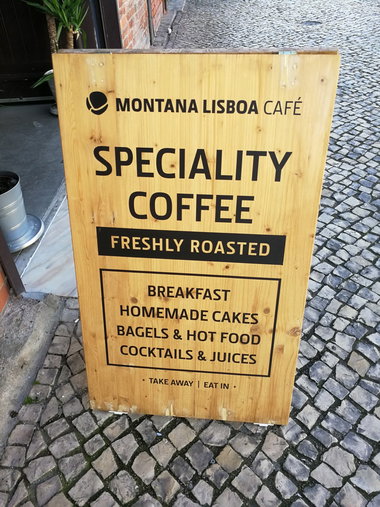 MONTANA LISBOA CAFÉ
SPECIALITY
COFFEE
FRESHLY ROASTED
BREAKFAST
HOMEMADE CAKES
BAGELS & HOT FOOD
COCKTAILS & JUICES
• TAKE AWAY | EAT IN •